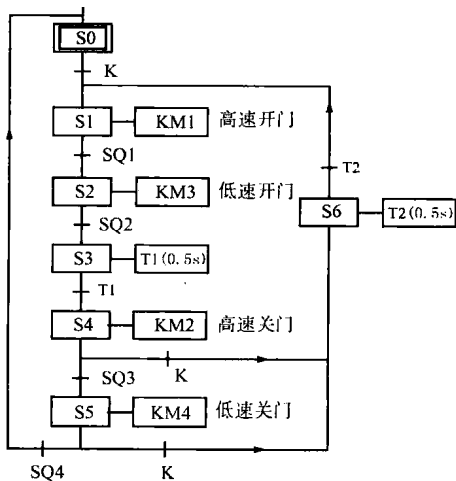 S0
K
S1 KM1 高速开门
SQ1
T2
S2 KM3 低速开门
S6 T2(0.5s)
SQ2
S3 T1(0.5s)
T1
S4 KM2 高速关门
K
SQ3
S5 KM4 低速关门
SQ4 K